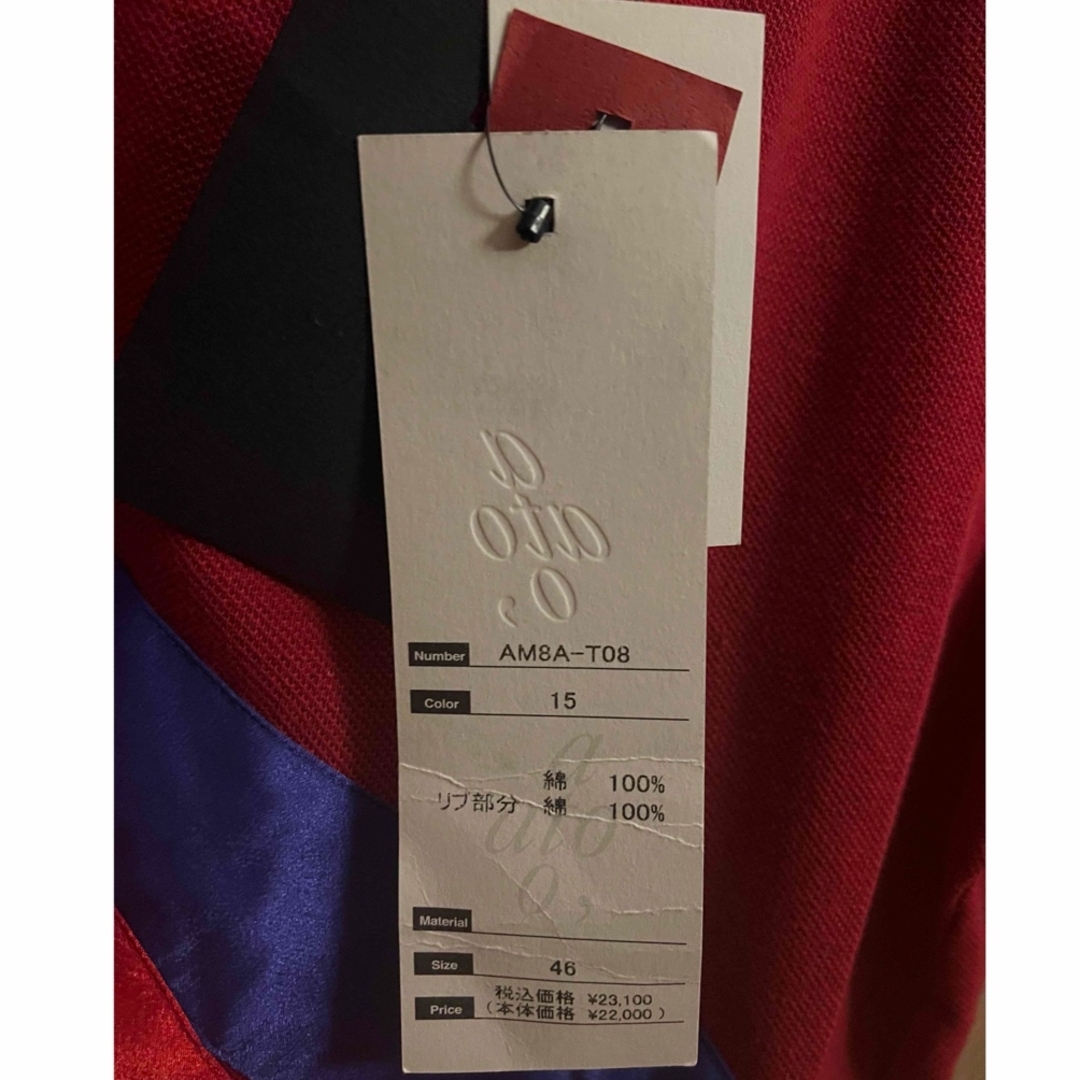 a
ato
o,
Number AM8A-T08
Color 15
a
綿 100%
リブ部分 綿 100%
ato
o,
Material
Size 46
Price 税込価格 ¥23,100
(本体価格 ¥22,000)